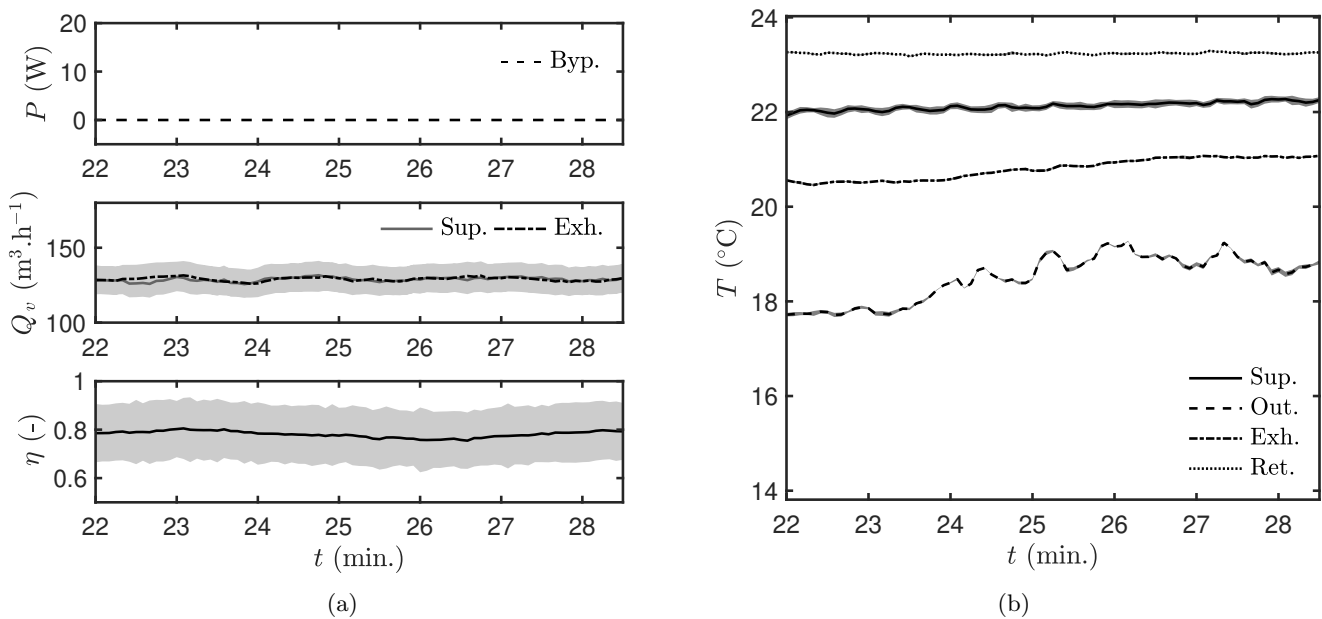 20
10
0
P (W)
Byp.
22 23 24 25 26 27 28
150
100
Q_v (m^3.h^{-1})
Sup. Exh.
22 23 24 25 26 27 28
1
0.8
0.6
η (-)
22 23 24 25 26 27 28
t (min.)
(a)
24
22
20
18
16
14
T (°C)
Sup.
Out.
Exh.
Ret.
22 23 24 25 26 27 28
t (min.)
(b)